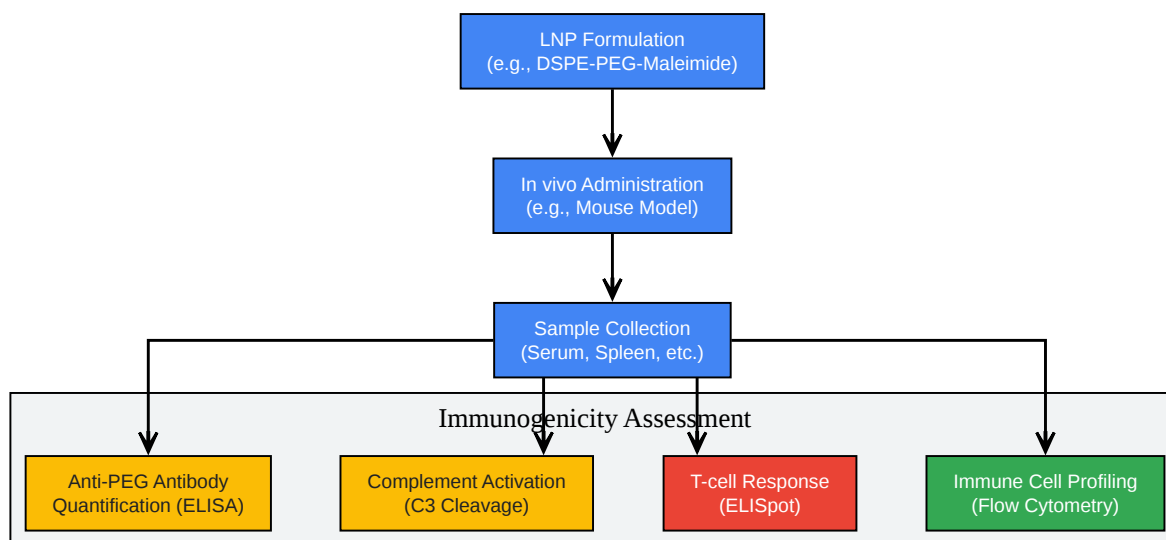 LNP Formulation
(e.g., DSPE-PEG-Maleimide)
In vivo Administration
(e.g., Mouse Model)
Sample Collection
(Serum, Spleen, etc.)
Immunogenicity Assessment
Anti-PEG Antibody
Quantification (ELISA)
Complement Activation
(C3 Cleavage)
T-cell Response
(ELISpot)
Immune Cell Profiling
(Flow Cytometry)